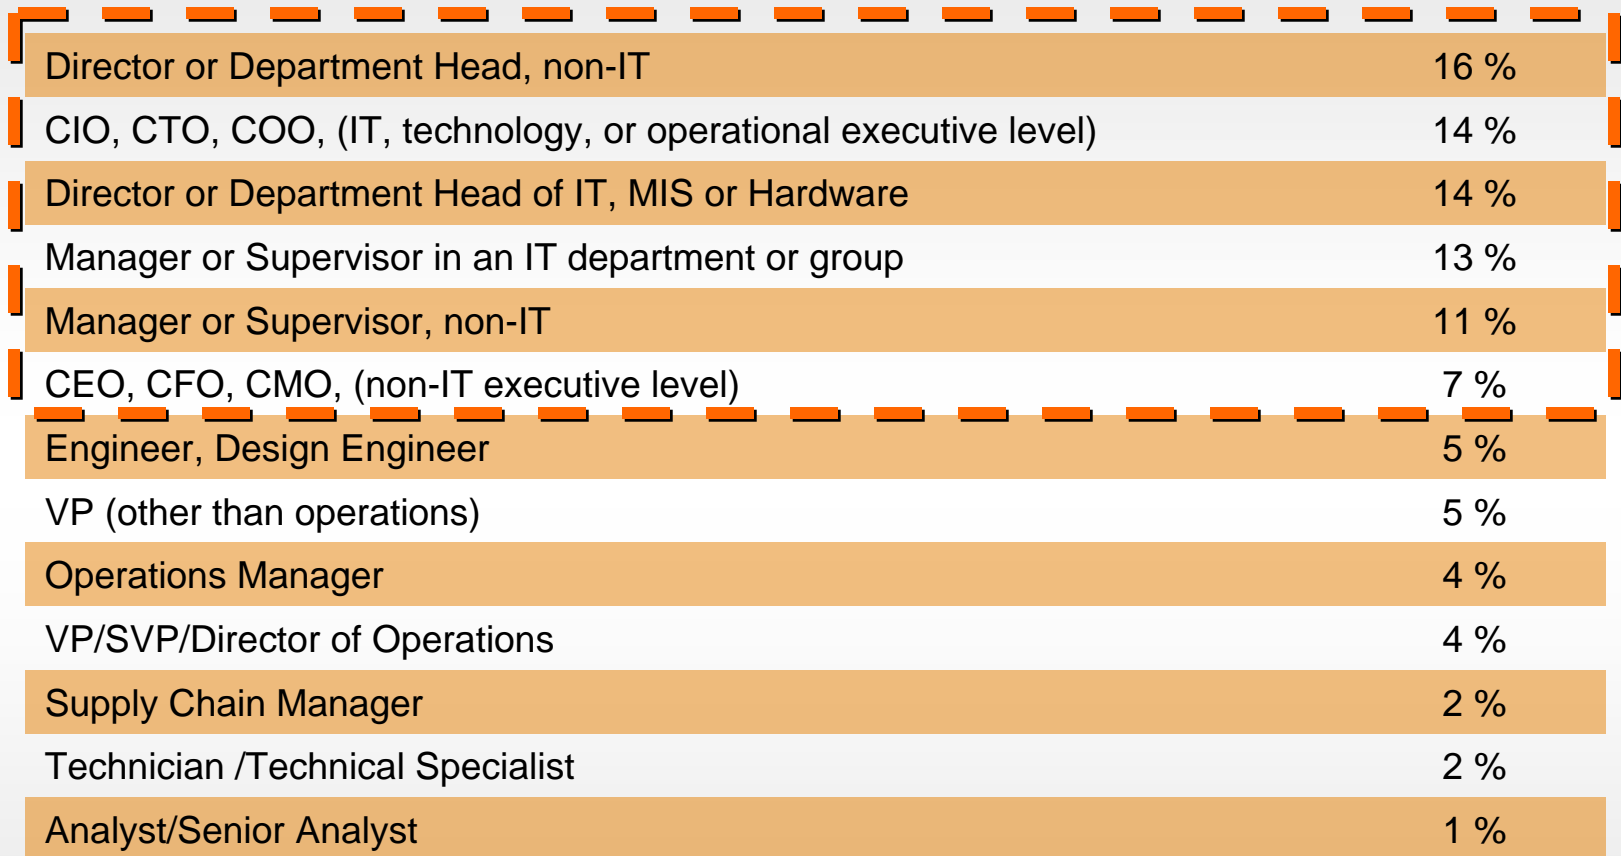 Director or Department Head, non-IT 16 %
CIO, CTO, COO, (IT, technology, or operational executive level) 14 %
Director or Department Head of IT, MIS or Hardware 14 %
Manager or Supervisor in an IT department or group 13 %
Manager or Supervisor, non-IT 11 %
CEO, CFO, CMO, (non-IT executive level) 7 %
Engineer, Design Engineer 5 %
VP (other than operations) 5 %
Operations Manager 4 %
VP/SVP/Director of Operations 4 %
Supply Chain Manager 2 %
Technician /Technical Specialist 2 %
Analyst/Senior Analyst 1 %